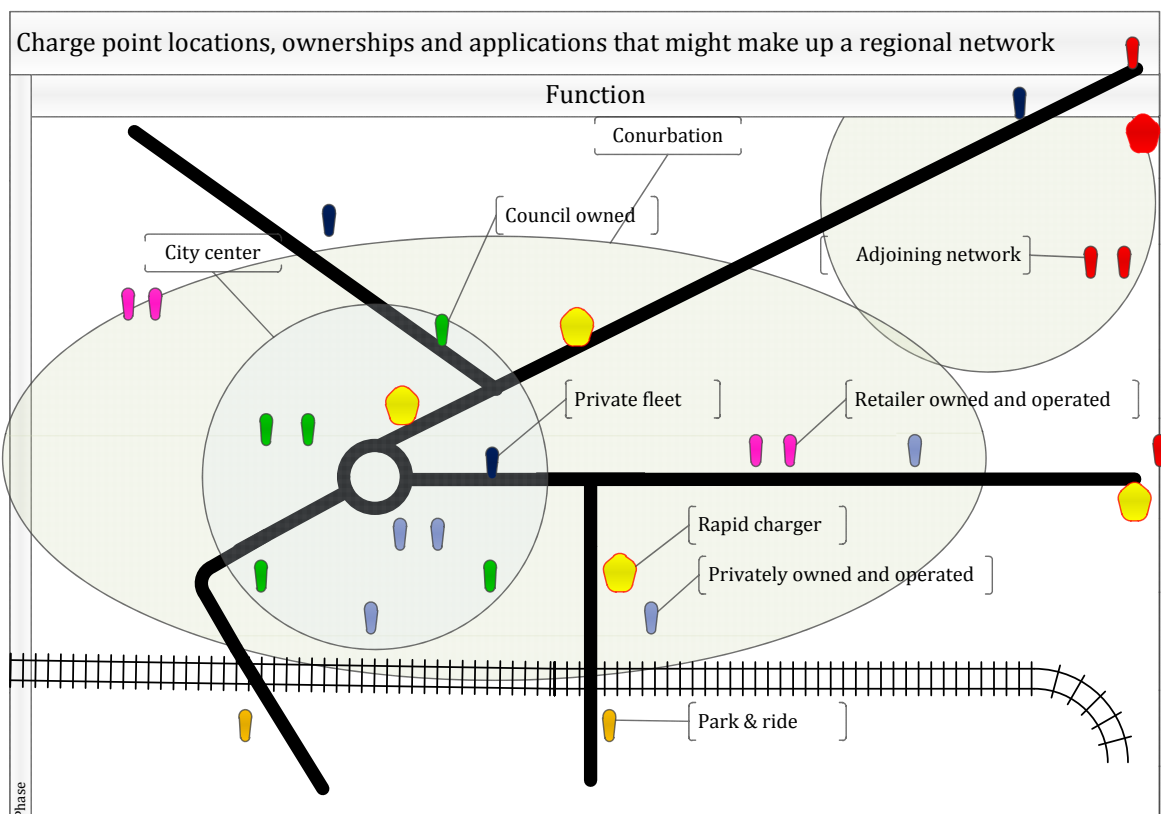 Charge point locations, ownerships and applications that might make up a regional network
Function
Conurbation
Council owned
City center
Adjoining network
Private fleet
Retailer owned and operated
Rapid charger
Privately owned and operated
Park & ride
Phase